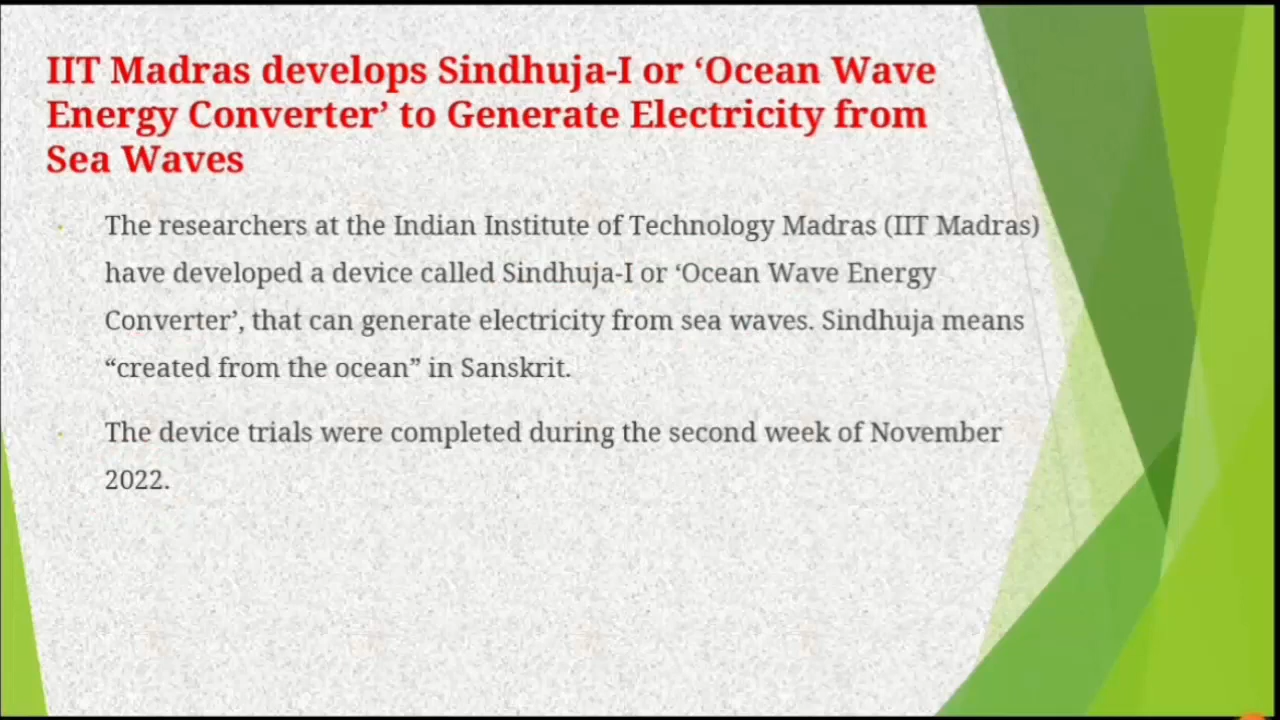 IIT Madras develops Sindhuja-I or ‘Ocean Wave
Energy Converter’ to Generate Electricity from
Sea Waves
The researchers at the Indian Institute of Technology Madras (IIT Madras)
have developed a device called Sindhuja-I or ‘Ocean Wave Energy
Converter’, that can generate electricity from sea waves. Sindhuja means
“created from the ocean” in Sanskrit.
The device trials were completed during the second week of November
2022.